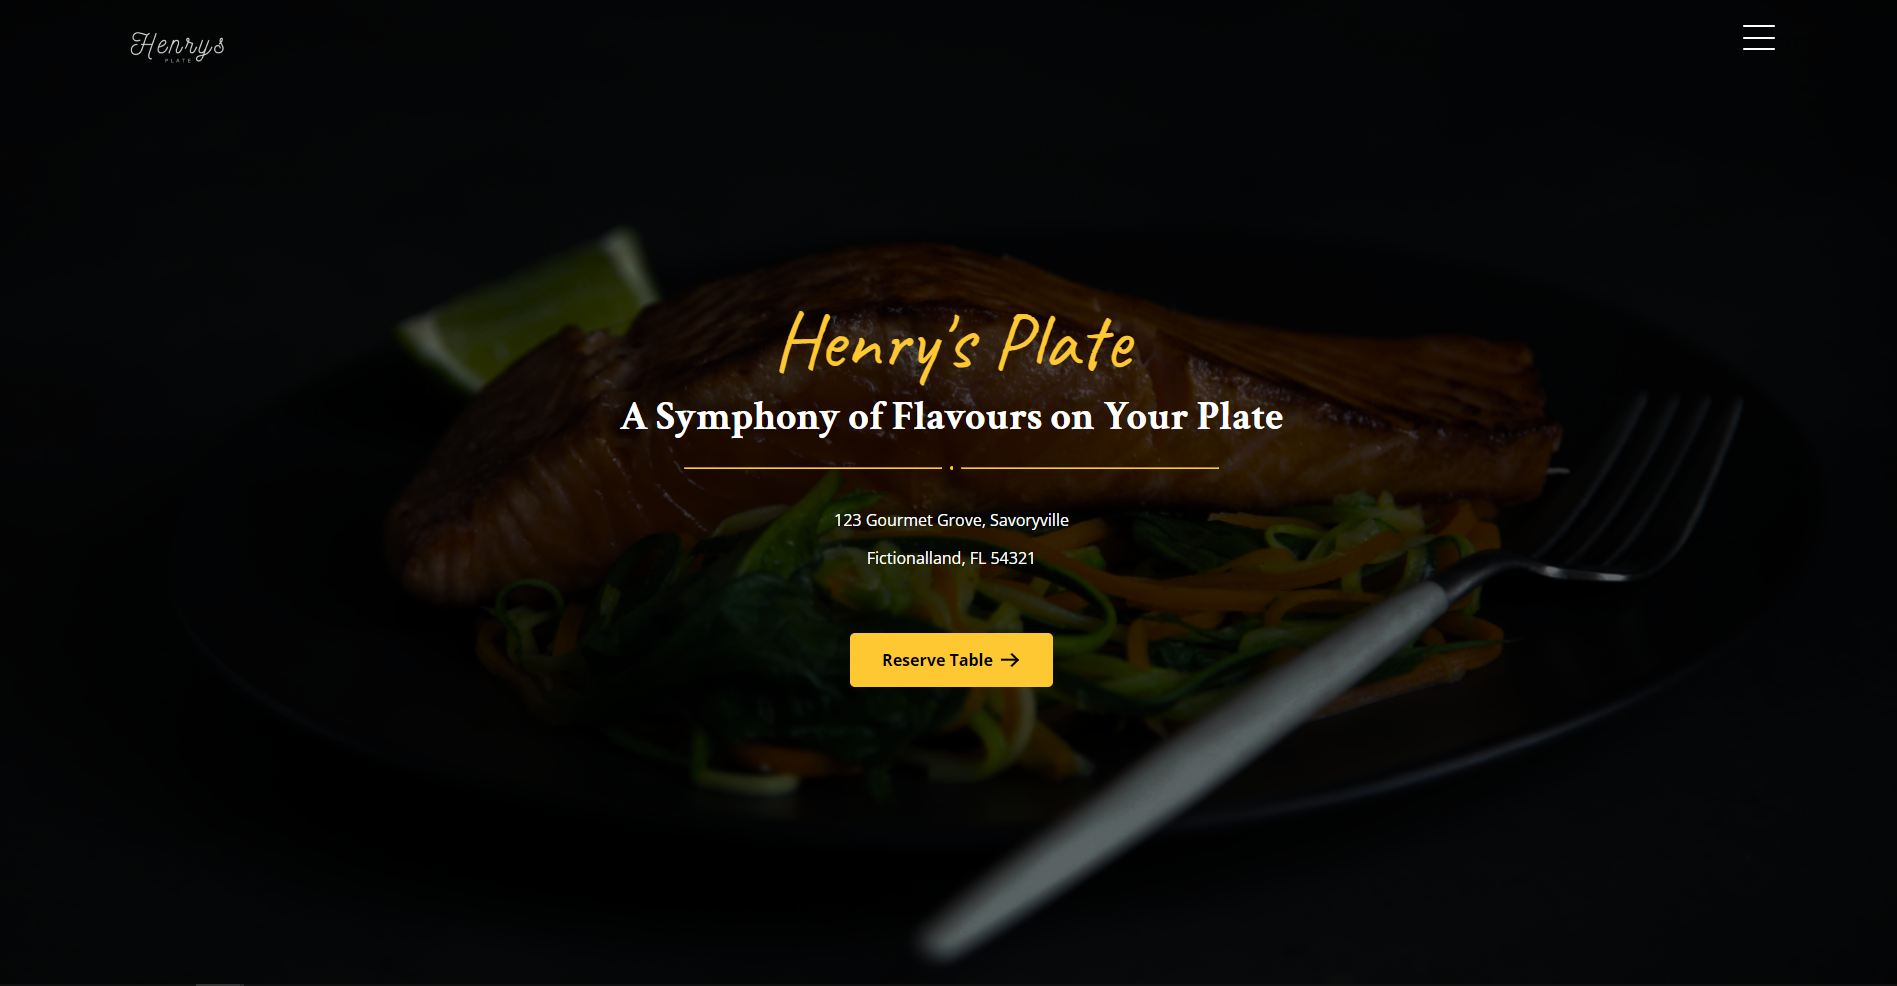 Henrys
PLATE
Henry's Plate
A Symphony of Flavours on Your Plate
123 Gourmet Grove, Savoryville
Fictionalland, FL 54321
Reserve Table →